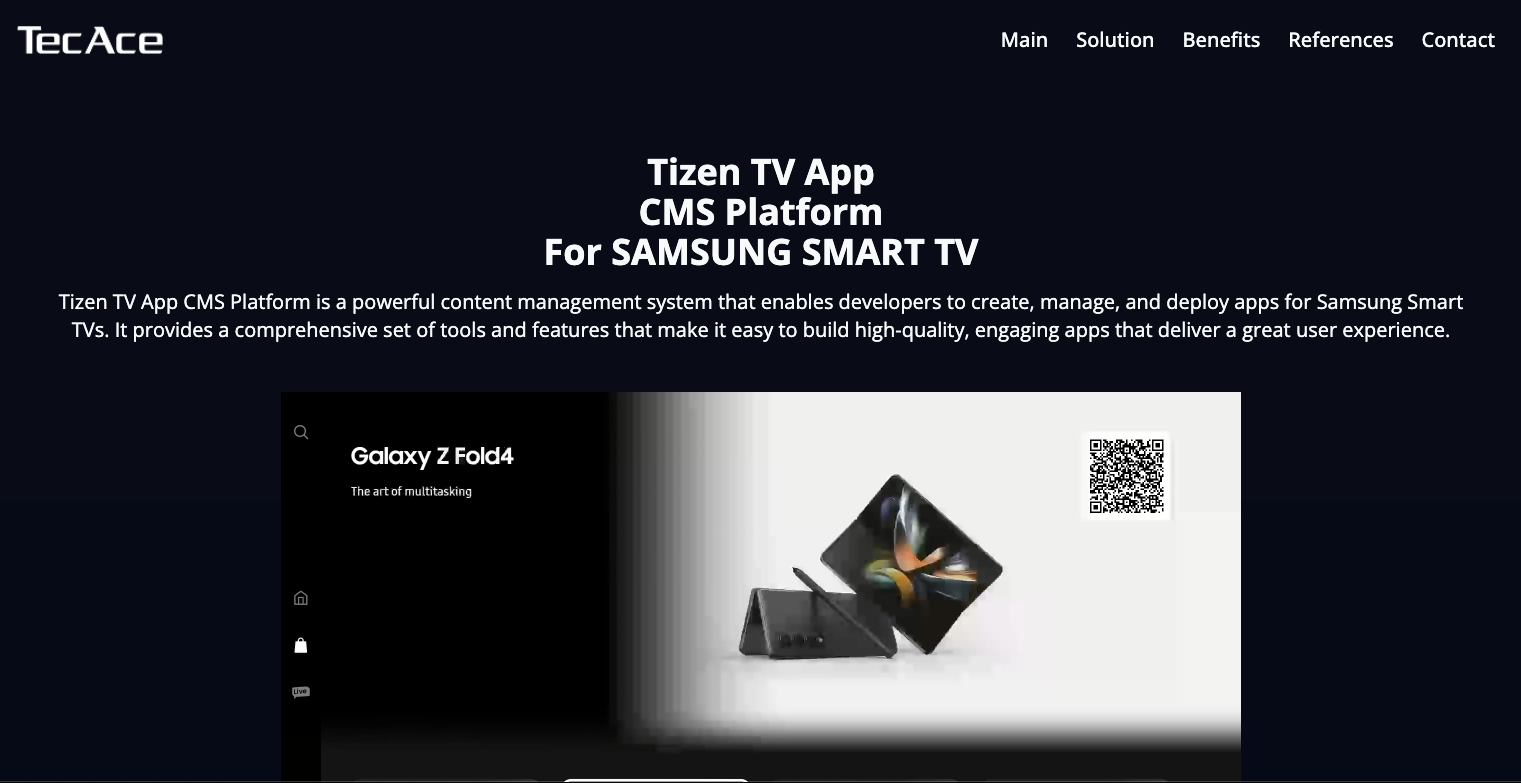 TecAce
Main Solution Benefits References Contact
Tizen TV App
CMS Platform
For SAMSUNG SMART TV
Tizen TV App CMS Platform is a powerful content management system that enables developers to create, manage, and deploy apps for Samsung Smart
TVs. It provides a comprehensive set of tools and features that make it easy to build high-quality, engaging apps that deliver a great user experience.
Galaxy Z Fold4
The art of multitasking
Live